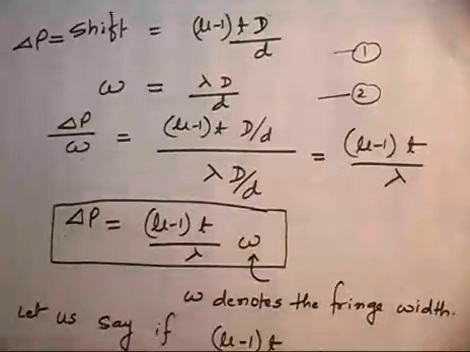 ΔP = Shift = (μ-1) t D / d — ①
ω = λD / d — ②
ΔP / ω = (μ-1) t D/d / λ D/d = (μ-1) t / λ
ΔP = (μ-1) t / λ ω
ω denotes the fringe width.
Let us say if (μ-1) t